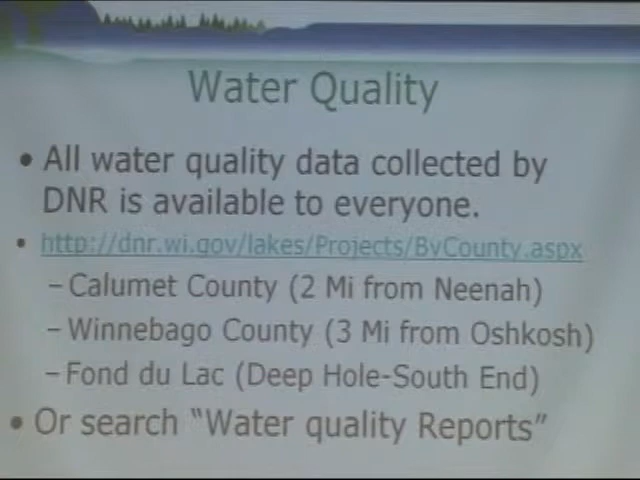 Water Quality
• All water quality data collected by
DNR is available to everyone.
• http://dnr.wi.gov/lakes/Projects/ByCounty.aspx
– Calumet County (2 Mi from Neenah)
– Winnebago County (3 Mi from Oshkosh)
– Fond du Lac (Deep Hole-South End)
• Or search “Water quality Reports”